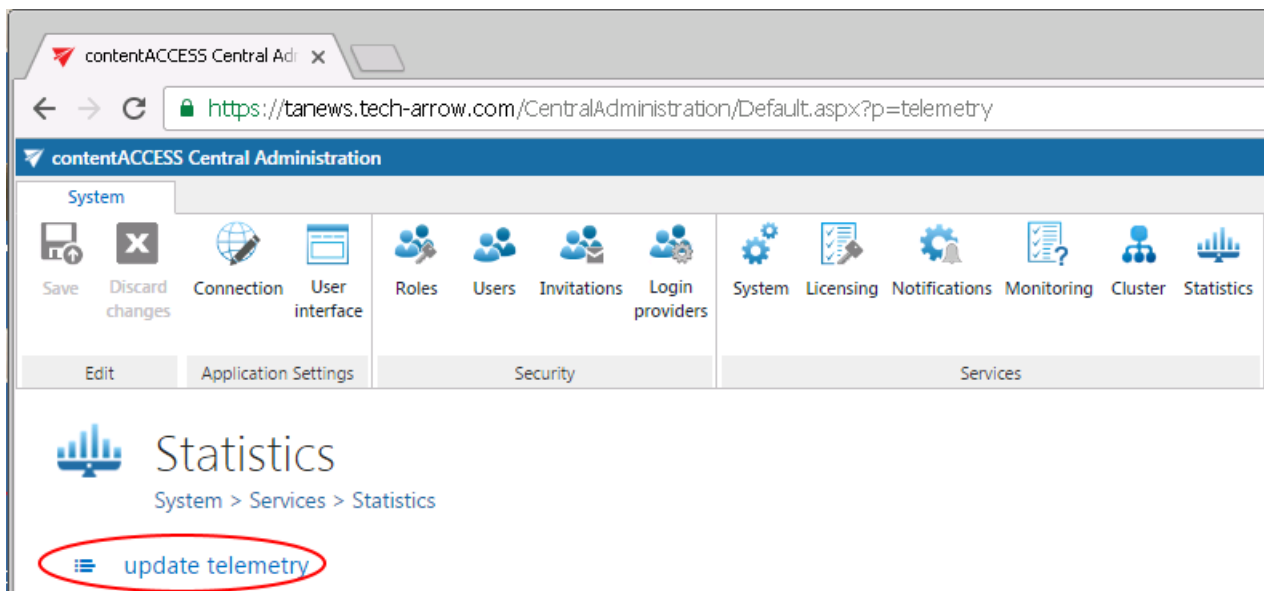 contentACCESS Central Adr
https://tanews.tech-arrow.com/CentralAdministration/Default.aspx?p=telemetry
contentACCESS Central Administration
System
Save Discard changes Connection User interface Roles Users Invitations Login providers System Licensing Notifications Monitoring Cluster Statistics
Edit Application Settings Security Services
Statistics
System > Services > Statistics
update telemetry